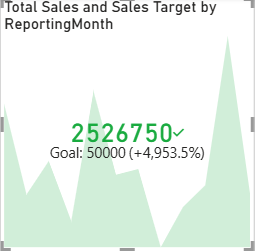 Total Sales and Sales Target by
ReportingMonth
2526750✓
Goal: 50000 (+4,953.5%)